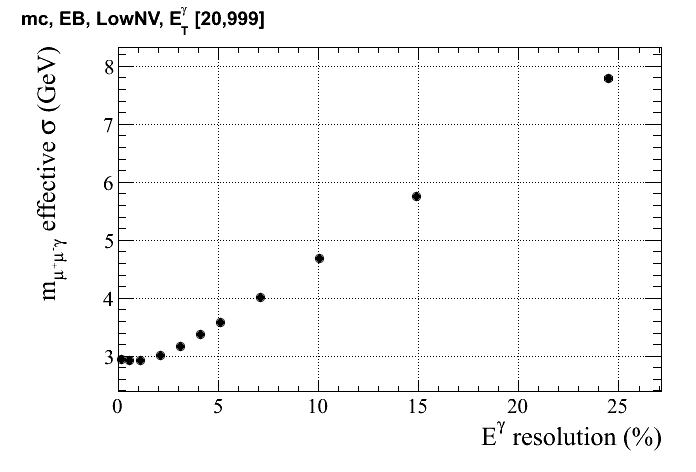 mc, EB, LowNV, E_T^γ [20,999]
m_μ⁺μ⁻γ effective σ (GeV)
8
7
6
5
4
3
0 5 10 15 20 25
E^γ resolution (%)